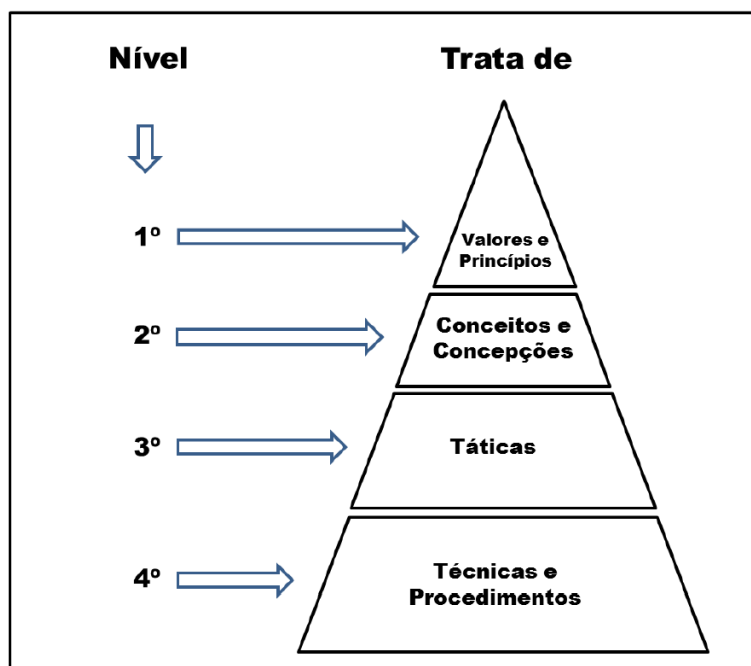 Nível
Trata de
1º
Valores e
Princípios
2º
Conceitos e
Concepções
3º
Táticas
4º
Técnicas e
Procedimentos